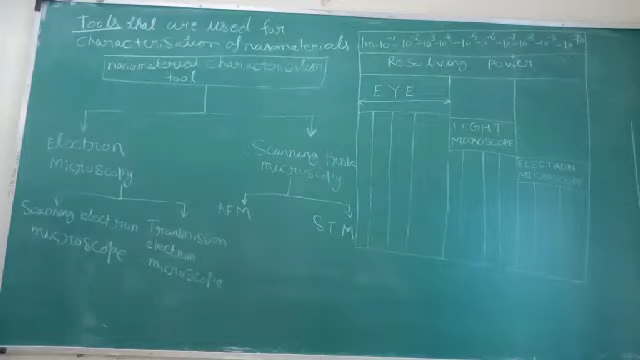 Tools that are used for
characterisation of nanomaterials
nanomaterial characterisation
tool
Electron
microscopy
Scanning electron
microscope
Transmission
electron
microscope
Scanning
microscopy
AFM
STM
Resolving Power
EYE
LIGHT
MICROSCOPE
ELECTRON
MICROSCOPE